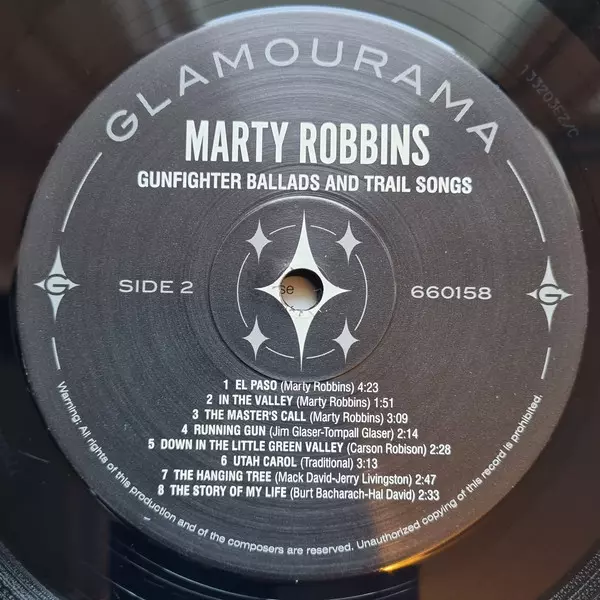 GLAMOURAMA
MARTY ROBBINS
GUNFIGHTER BALLADS AND TRAIL SONGS
G
SIDE 2
se
660158
G
1 EL PASO (Marty Robbins) 4:23
2 IN THE VALLEY (Marty Robbins) 1:51
3 THE MASTER'S CALL (Marty Robbins) 3:09
4 RUNNING GUN (Jim Glaser-Tompall Glaser) 2:14
5 DOWN IN THE LITTLE GREEN VALLEY (Carson Robison) 2:28
6 UTAH CAROL (Traditional) 3:13
7 THE HANGING TREE (Mack David-Jerry Livingston) 2:47
8 THE STORY OF MY LIFE (Burt Bacharach-Hal David) 2:33
Warning: All rights of this production and of the composers are reserved. Unauthorized copying of this record is prohibited.